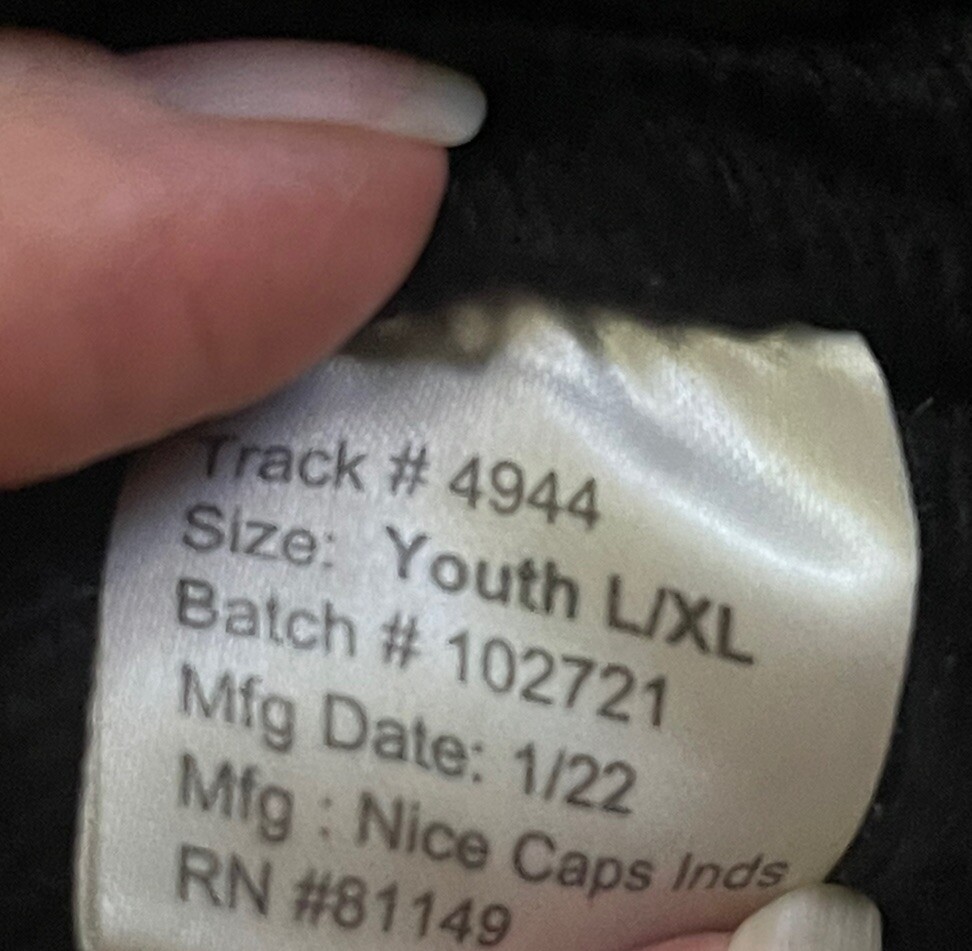 Track # 4944
Size: Youth L/XL
Batch # 102721
Mfg Date: 1/22
Mfg : Nice Caps Inds
RN #81149